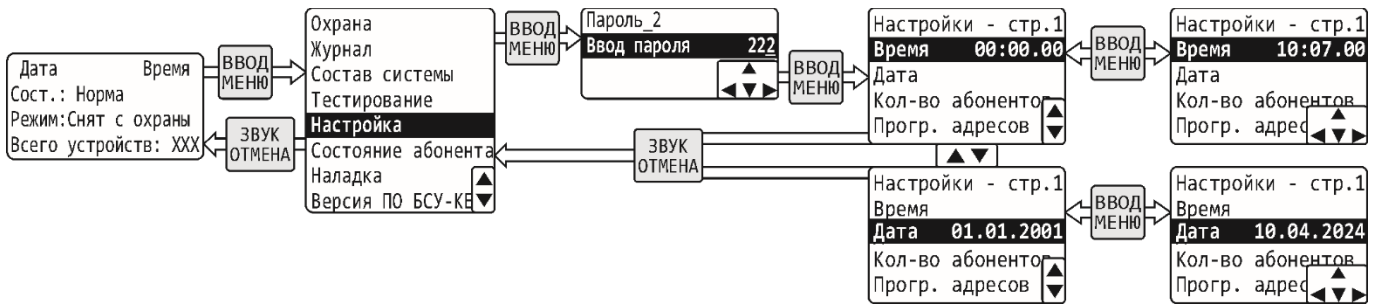 Дата Время
Сост.: Норма
Режим:Снят с охраны
Всего устройств: XXX
ВВОД
МЕНЮ
ЗВУК
ОТМЕНА
Охрана
Журнал
Состав системы
Тестирование
Настройка
Состояние абонента
Наладка
Версия ПО БСУ-КВ
ВВОД
МЕНЮ
Пароль_2
Ввод пароля 222
▲
◀ ▼ ▶
ВВОД
МЕНЮ
ЗВУК
ОТМЕНА
Настройки - стр.1
Время 00:00.00
Дата
Кол-во абонентов
Прогр. адресов
ВВОД
МЕНЮ
Настройки - стр.1
Время 10:07.00
Дата
Кол-во абонентов
Прогр. адрес
▲ ▼
Настройки - стр.1
Время
Дата 01.01.2001
Кол-во абонентов
Прогр. адресов
ВВОД
МЕНЮ
Настройки - стр.1
Время
Дата 10.04.2024
Кол-во абонентов
Прогр. адрес